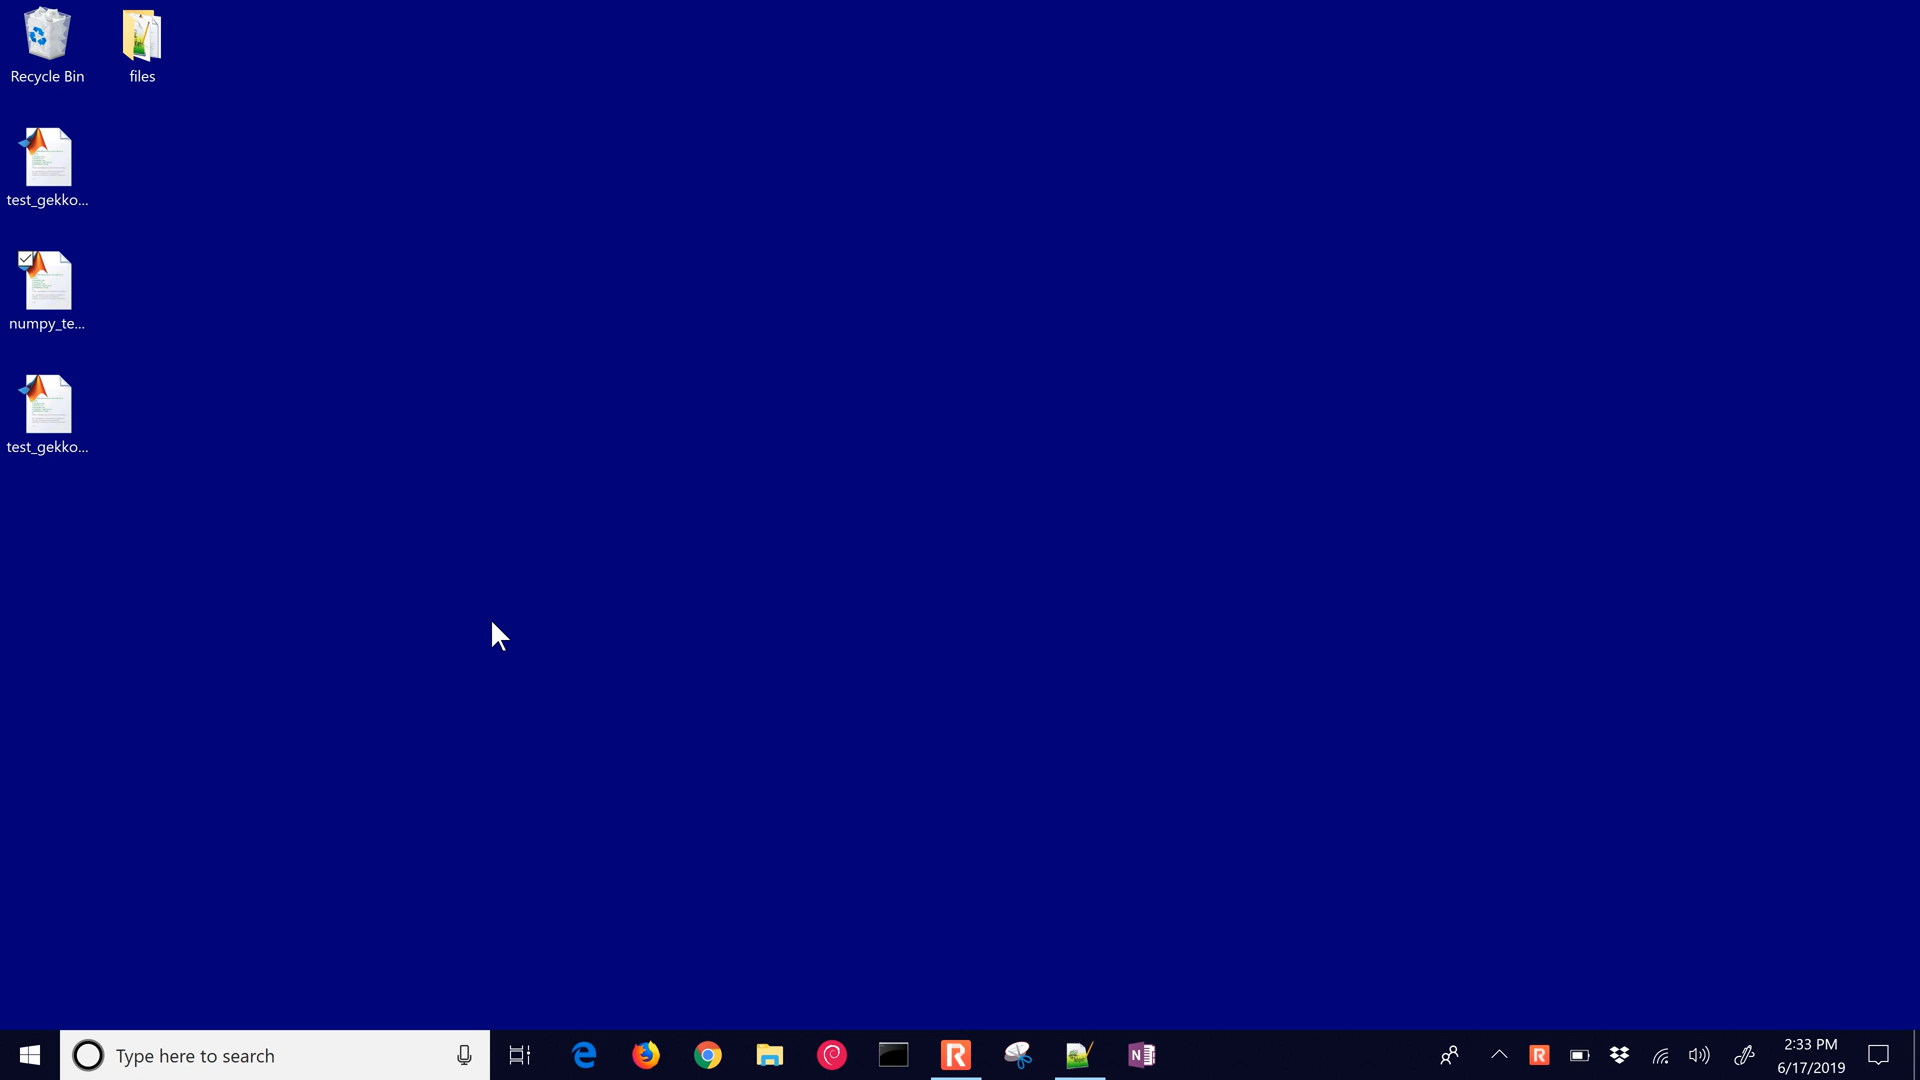 Recycle Bin
files
test_gekko...
numpy_te...
test_gekko...
Type here to search
2:33 PM
6/17/2019